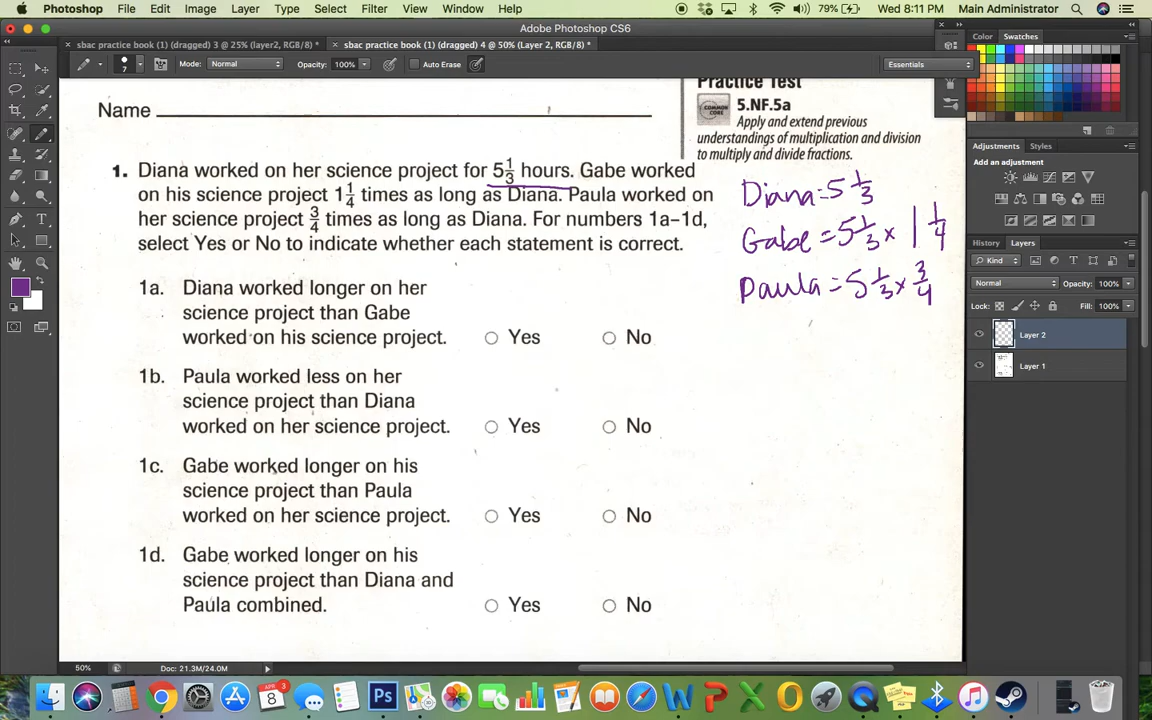 Photoshop File Edit Image Layer Type Select Filter View Window Help 79% Wed 8:11 PM Main Administrator
Adobe Photoshop CS6
× sbac practice book (1) (dragged) 3 @ 25% (layer2, RGB/8) * × sbac practice book (1) (dragged) 4 @ 50% (Layer 2, RGB/8) *
7 Mode: Normal Opacity: 100% Auto Erase Essentials
Color Swatches
Adjustments Styles
Add an adjustment
History Layers
Kind
Normal Opacity: 100%
Lock: Fill: 100%
Layer 2
Layer 1
Practice Test
COMMON CORE
5.NF.5a
Apply and extend previous
understandings of multiplication and division
to multiply and divide fractions.
Name
1. Diana worked on her science project for 5 1/3 hours. Gabe worked
on his science project 1 1/4 times as long as Diana. Paula worked on
her science project 3/4 times as long as Diana. For numbers 1a–1d,
select Yes or No to indicate whether each statement is correct.
Diana=5 1/3
Gabe =5 1/3 × 1 1/4
Paula=5 1/3 × 3/4
1a. Diana worked longer on her
science project than Gabe
worked on his science project. Yes No
1b. Paula worked less on her
science project than Diana
worked on her science project. Yes No
1c. Gabe worked longer on his
science project than Paula
worked on her science project. Yes No
1d. Gabe worked longer on his
science project than Diana and
Paula combined. Yes No
50% Doc: 21.3M/24.0M